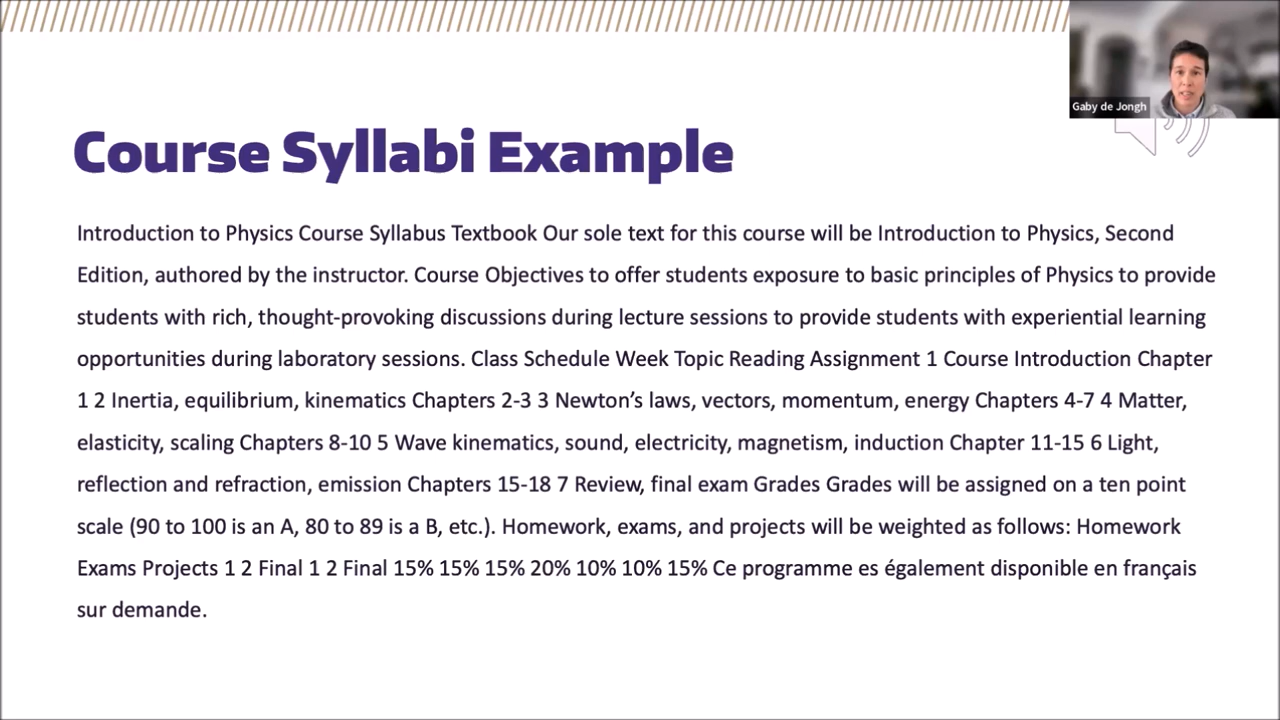 Gaby de Jongh
Course Syllabi Example
Introduction to Physics Course Syllabus Textbook Our sole text for this course will be Introduction to Physics, Second
Edition, authored by the instructor. Course Objectives to offer students exposure to basic principles of Physics to provide
students with rich, thought-provoking discussions during lecture sessions to provide students with experiential learning
opportunities during laboratory sessions. Class Schedule Week Topic Reading Assignment 1 Course Introduction Chapter
1 2 Inertia, equilibrium, kinematics Chapters 2-3 3 Newton’s laws, vectors, momentum, energy Chapters 4-7 4 Matter,
elasticity, scaling Chapters 8-10 5 Wave kinematics, sound, electricity, magnetism, induction Chapter 11-15 6 Light,
reflection and refraction, emission Chapters 15-18 7 Review, final exam Grades Grades will be assigned on a ten point
scale (90 to 100 is an A, 80 to 89 is a B, etc.). Homework, exams, and projects will be weighted as follows: Homework
Exams Projects 1 2 Final 1 2 Final 15% 15% 15% 20% 10% 10% 15% Ce programme es également disponible en français
sur demande.